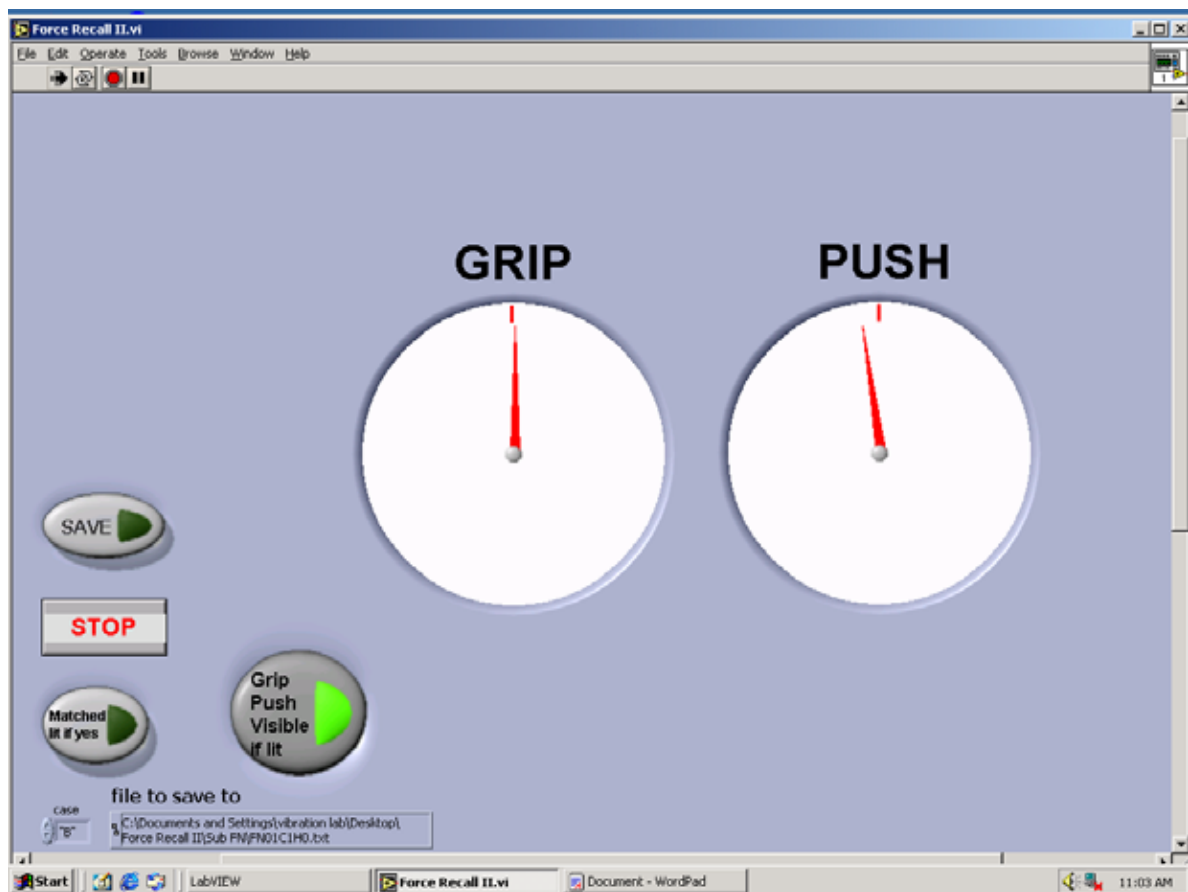 Force Recall II.vi
File Edit Operate Tools Browse Window Help
1
GRIP
PUSH
SAVE
STOP
Matched
lit if yes
Grip
Push
Visible
if lit
file to save to
case
"B"
C:\Documents and Settings\vibration lab\Desktop\
Force Recall II\Sub FN\FN01C1H0.txt
Start LabVIEW Force Recall II.vi Document - WordPad 11:03 AM